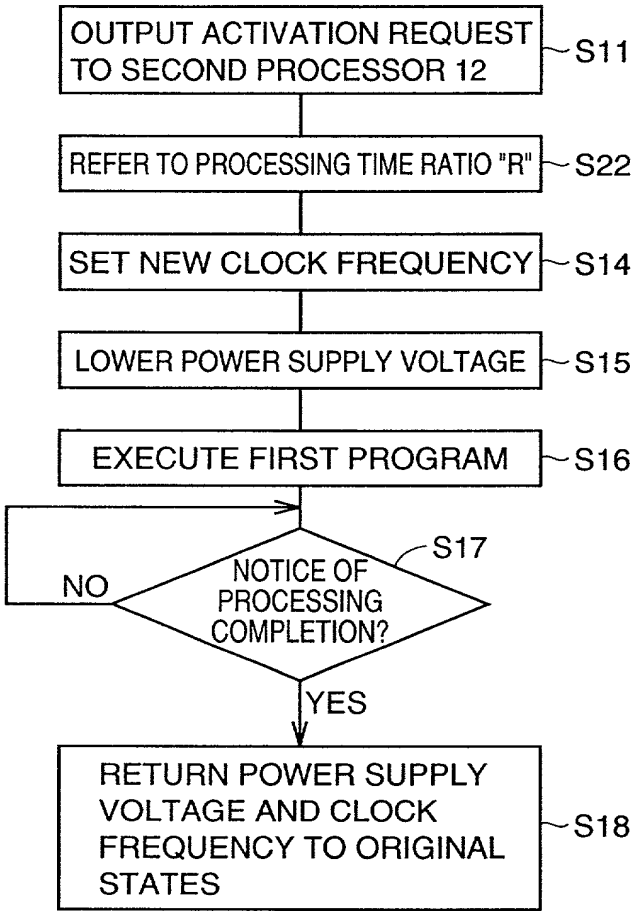 OUTPUT ACTIVATION REQUEST
TO SECOND PROCESSOR 12
S11
REFER TO PROCESSING TIME RATIO "R"
S22
SET NEW CLOCK FREQUENCY
S14
LOWER POWER SUPPLY VOLTAGE
S15
EXECUTE FIRST PROGRAM
S16
S17
NOTICE OF
PROCESSING
COMPLETION?
NO
YES
RETURN POWER SUPPLY
VOLTAGE AND CLOCK
FREQUENCY TO ORIGINAL
STATES
S18